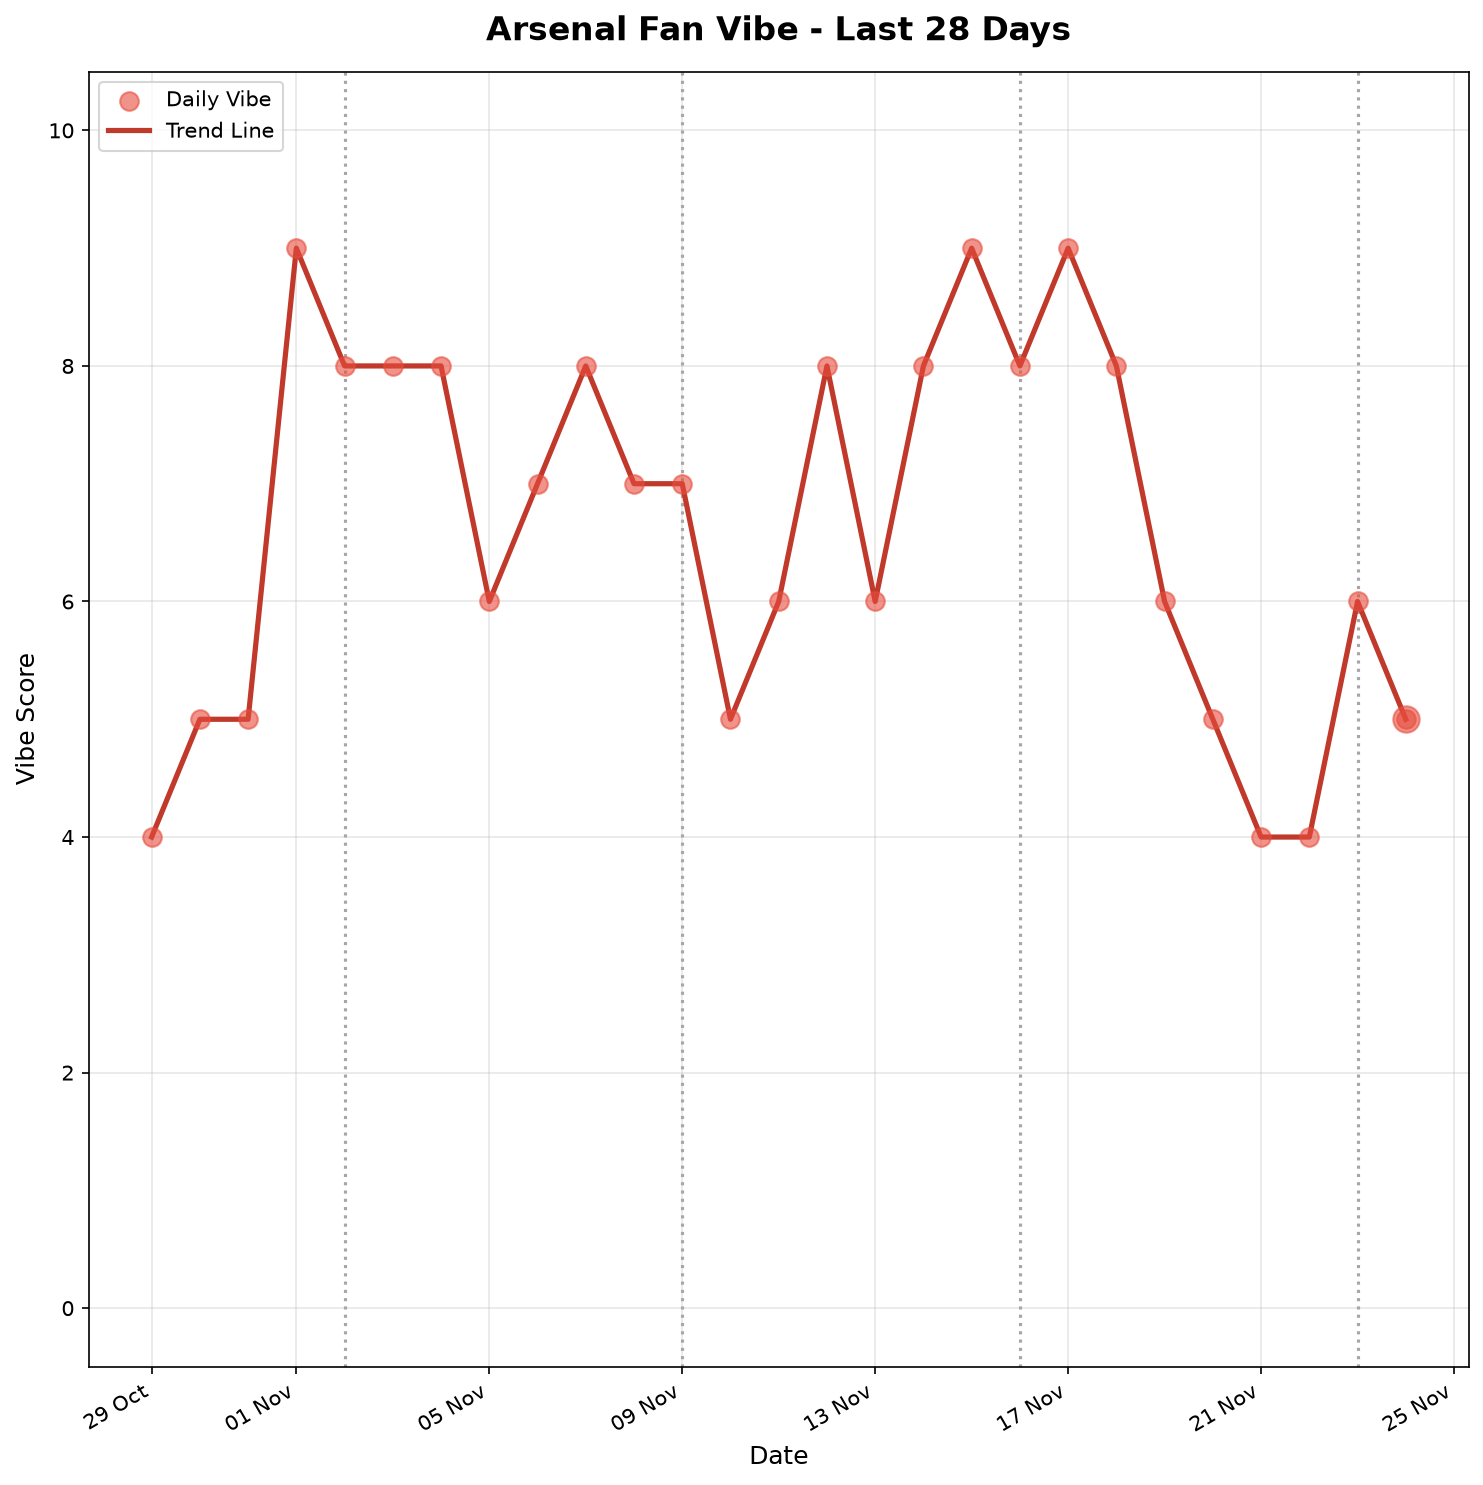 Arsenal Fan Vibe - Last 28 Days
Daily Vibe
Trend Line
Vibe Score
10
8
6
4
2
0
29 Oct
01 Nov
05 Nov
09 Nov
13 Nov
17 Nov
21 Nov
25 Nov
Date